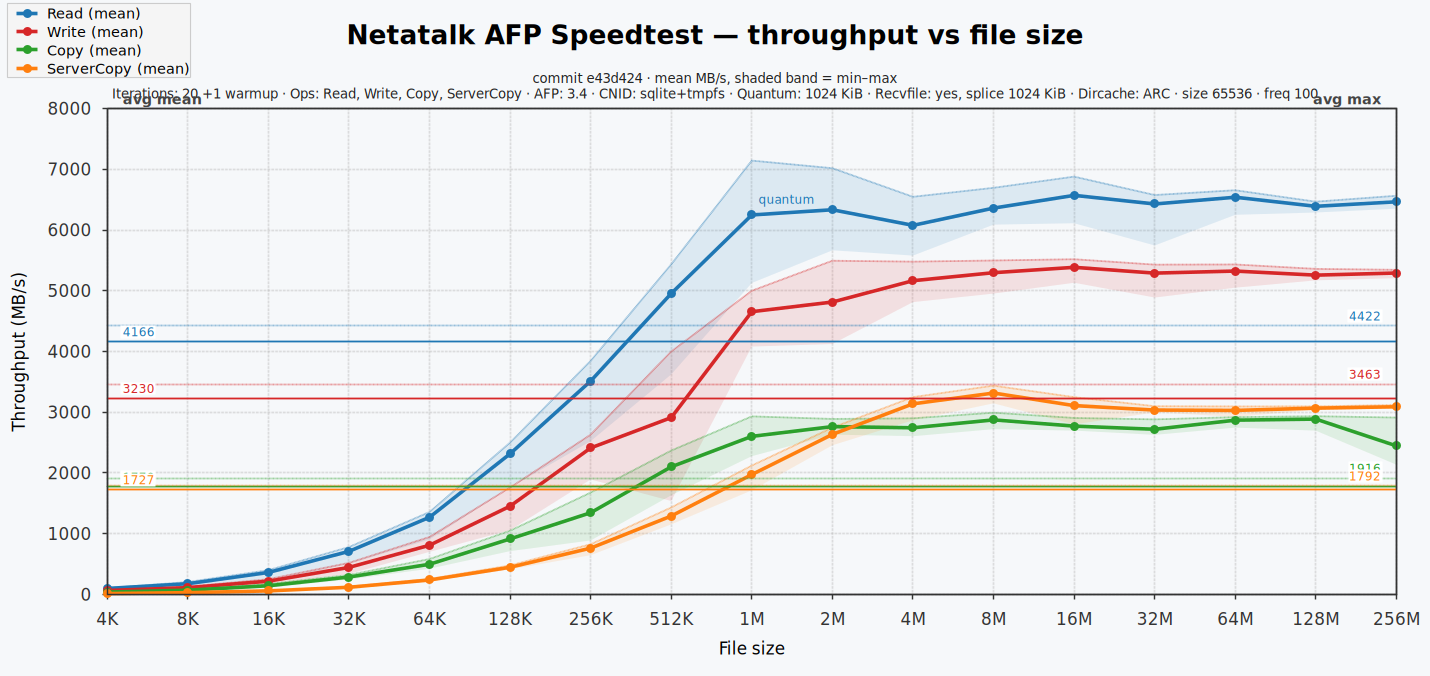 Read (mean)
Write (mean)
Copy (mean)
ServerCopy (mean)
Netatalk AFP Speedtest — throughput vs file size
commit e43d424 · mean MB/s, shaded band = min–max
Iterations: 20 +1 warmup · Ops: Read, Write, Copy, ServerCopy · AFP: 3.4 · CNID: sqlite+tmpfs · Quantum: 1024 KiB · Recvfile: yes, splice 1024 KiB · Dircache: ARC · size 65536 · freq 100
avg mean
avg max
8000
7000
6000
5000
4000
3000
2000
1000
0
Throughput (MB/s)
quantum
4166
4422
3230
3463
1727
1916
1792
4K 8K 16K 32K 64K 128K 256K 512K 1M 2M 4M 8M 16M 32M 64M 128M 256M
File size